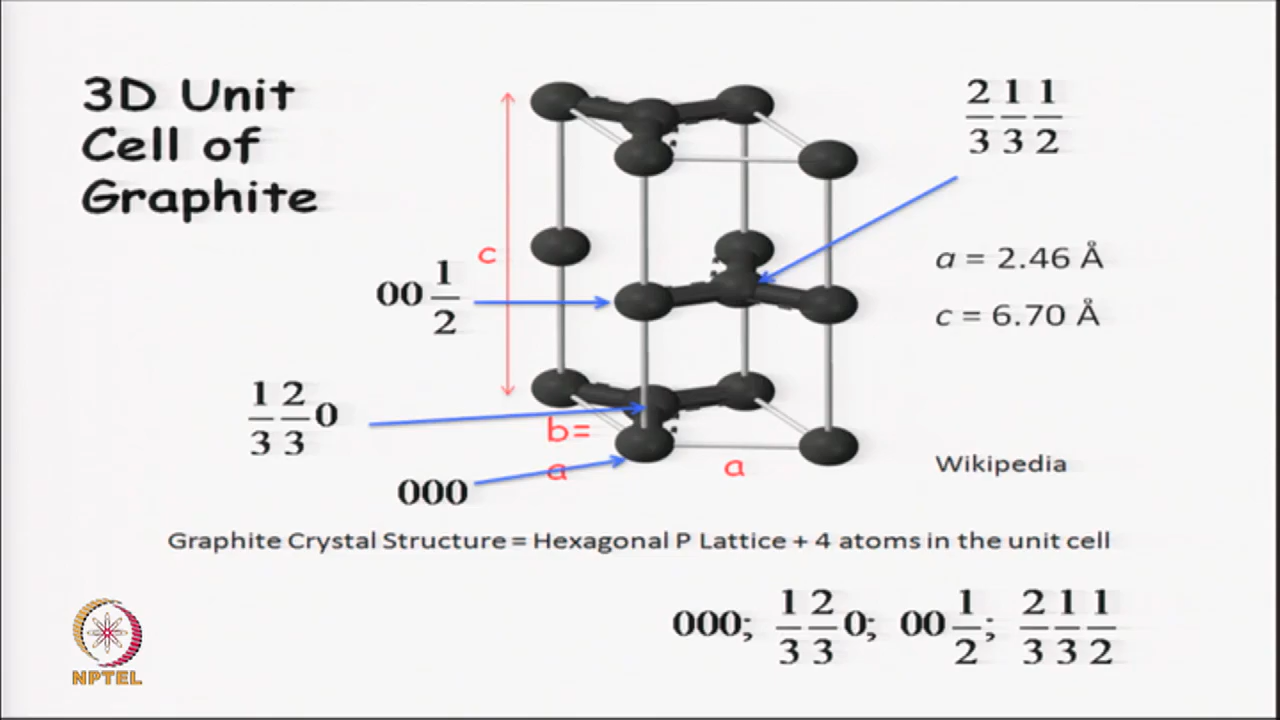 3D Unit
Cell of
Graphite
2/3 1/3 1/2
c
a = 2.46 Å
00 1/2
c = 6.70 Å
1/3 2/3 0
b=
a
a
Wikipedia
000
Graphite Crystal Structure = Hexagonal P Lattice + 4 atoms in the unit cell
000; 1/3 2/3 0; 00 1/2; 2/3 1/3 1/2
NPTEL